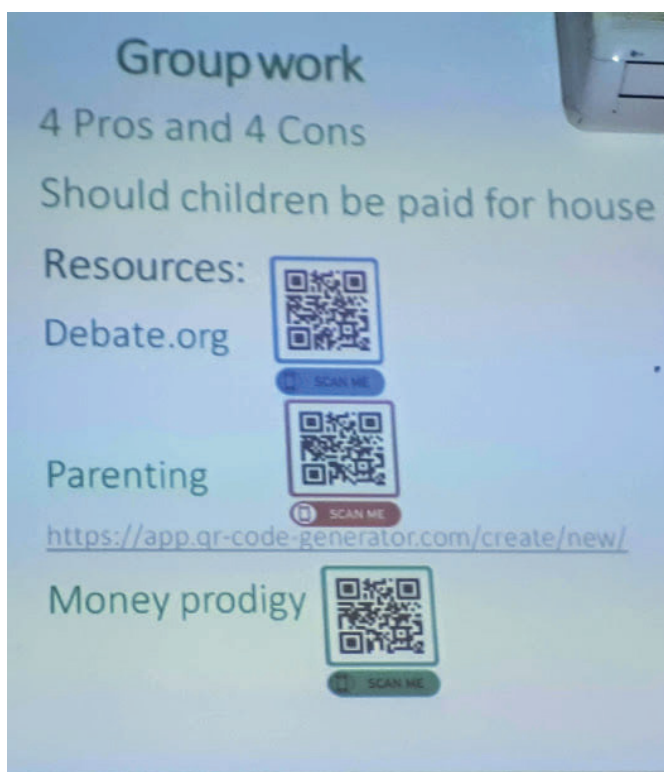 Group work
4 Pros and 4 Cons
Should children be paid for house
Resources:
Debate.org
SCAN ME
Parenting
SCAN ME
https://app.qr-code-generator.com/create/new/
Money prodigy
SCAN ME